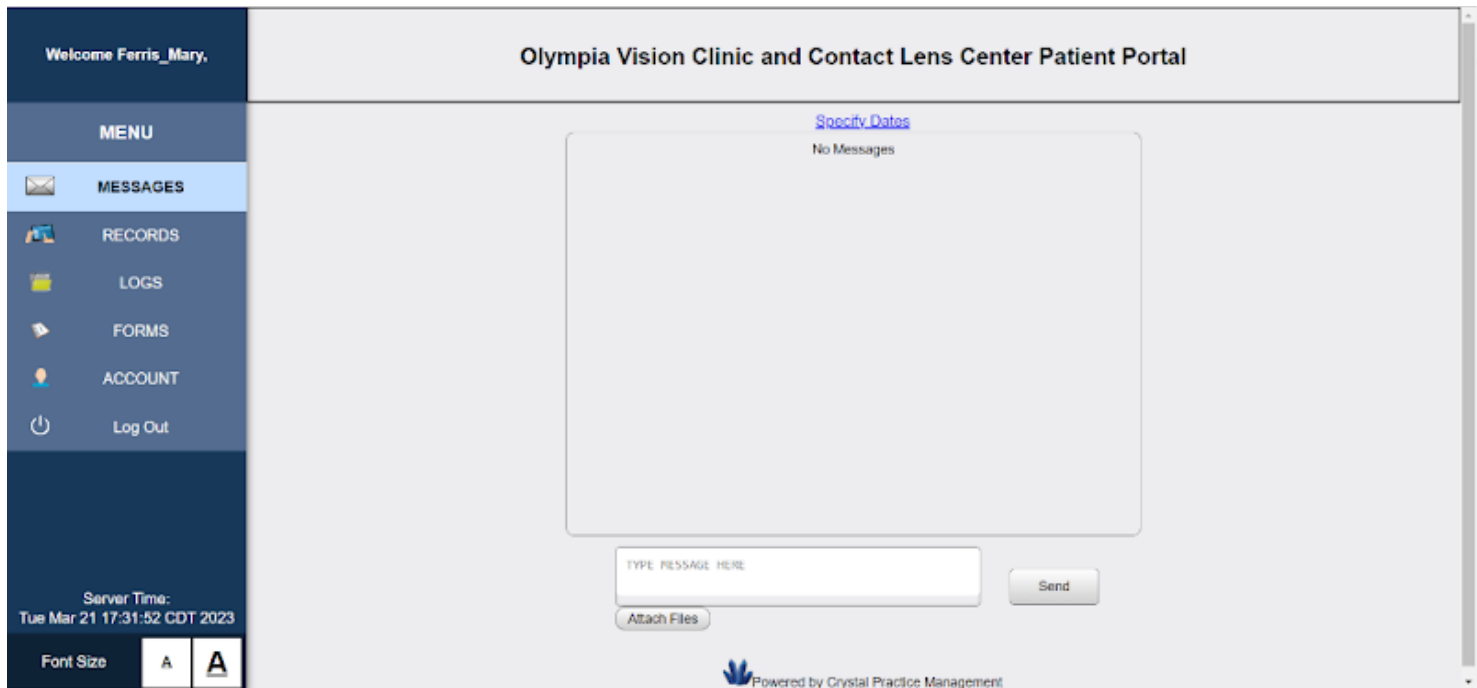 Welcome Ferris_Mary,
Olympia Vision Clinic and Contact Lens Center Patient Portal
MENU
MESSAGES
RECORDS
LOGS
FORMS
ACCOUNT
Log Out
Specify Dates
No Messages
TYPE MESSAGE HERE
Send
Attach Files
Server Time:
Tue Mar 21 17:31:52 CDT 2023
Font Size A A
Powered by Crystal Practice Management